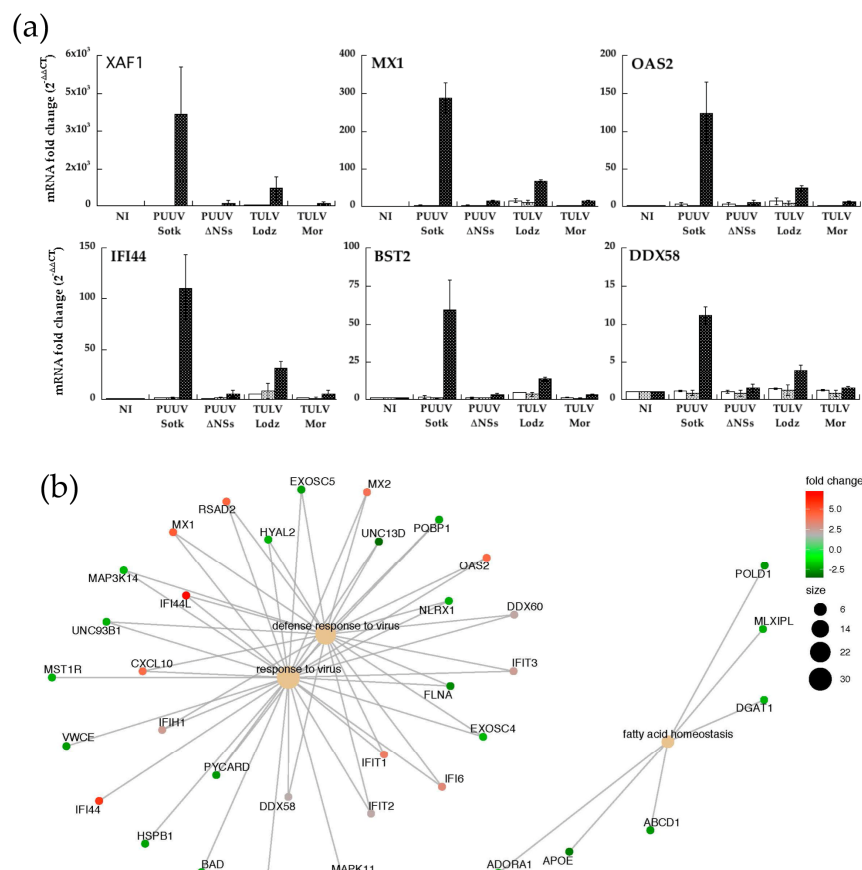 (a)
XAF1
MX1
OAS2
mRNA fold change (2^-ΔΔCT)
6x10³
3x10³
2x10³
0
400
300
200
100
0
200
150
100
50
0
NI PUUV PUUV TULV TULV
Sotk ΔNSs Lodz Mor
NI PUUV PUUV TULV TULV
Sotk ΔNSs Lodz Mor
NI PUUV PUUV TULV TULV
Sotk ΔNSs Lodz Mor
IFI44
BST2
DDX58
mRNA fold change (2^-ΔΔCT)
150
100
50
0
100
75
50
25
0
20
15
10
5
0
NI PUUV PUUV TULV TULV
Sotk ΔNSs Lodz Mor
NI PUUV PUUV TULV TULV
Sotk ΔNSs Lodz Mor
NI PUUV PUUV TULV TULV
Sotk ΔNSs Lodz Mor
(b)
EXOSC5
MX2
RSAD2
MX1
HYAL2
UNC13D
PQBP1
OAS2
MAP3K14
IFI44L
NLRX1
DDX60
UNC93B1
defense response to virus
MST1R
CXCL10
response to virus
IFIT3
FLNA
VWCE
IFIH1
EXOSC4
PYCARD
IFIT1
IFI6
IFI44
DDX58
IFIT2
HSPB1
BAD
MAPK11
POLD1
MLXIPL
DGAT1
fatty acid homeostasis
ABCD1
ADORA1
APOE
fold change
5.0
2.5
0.0
-2.5
size
6
14
22
30